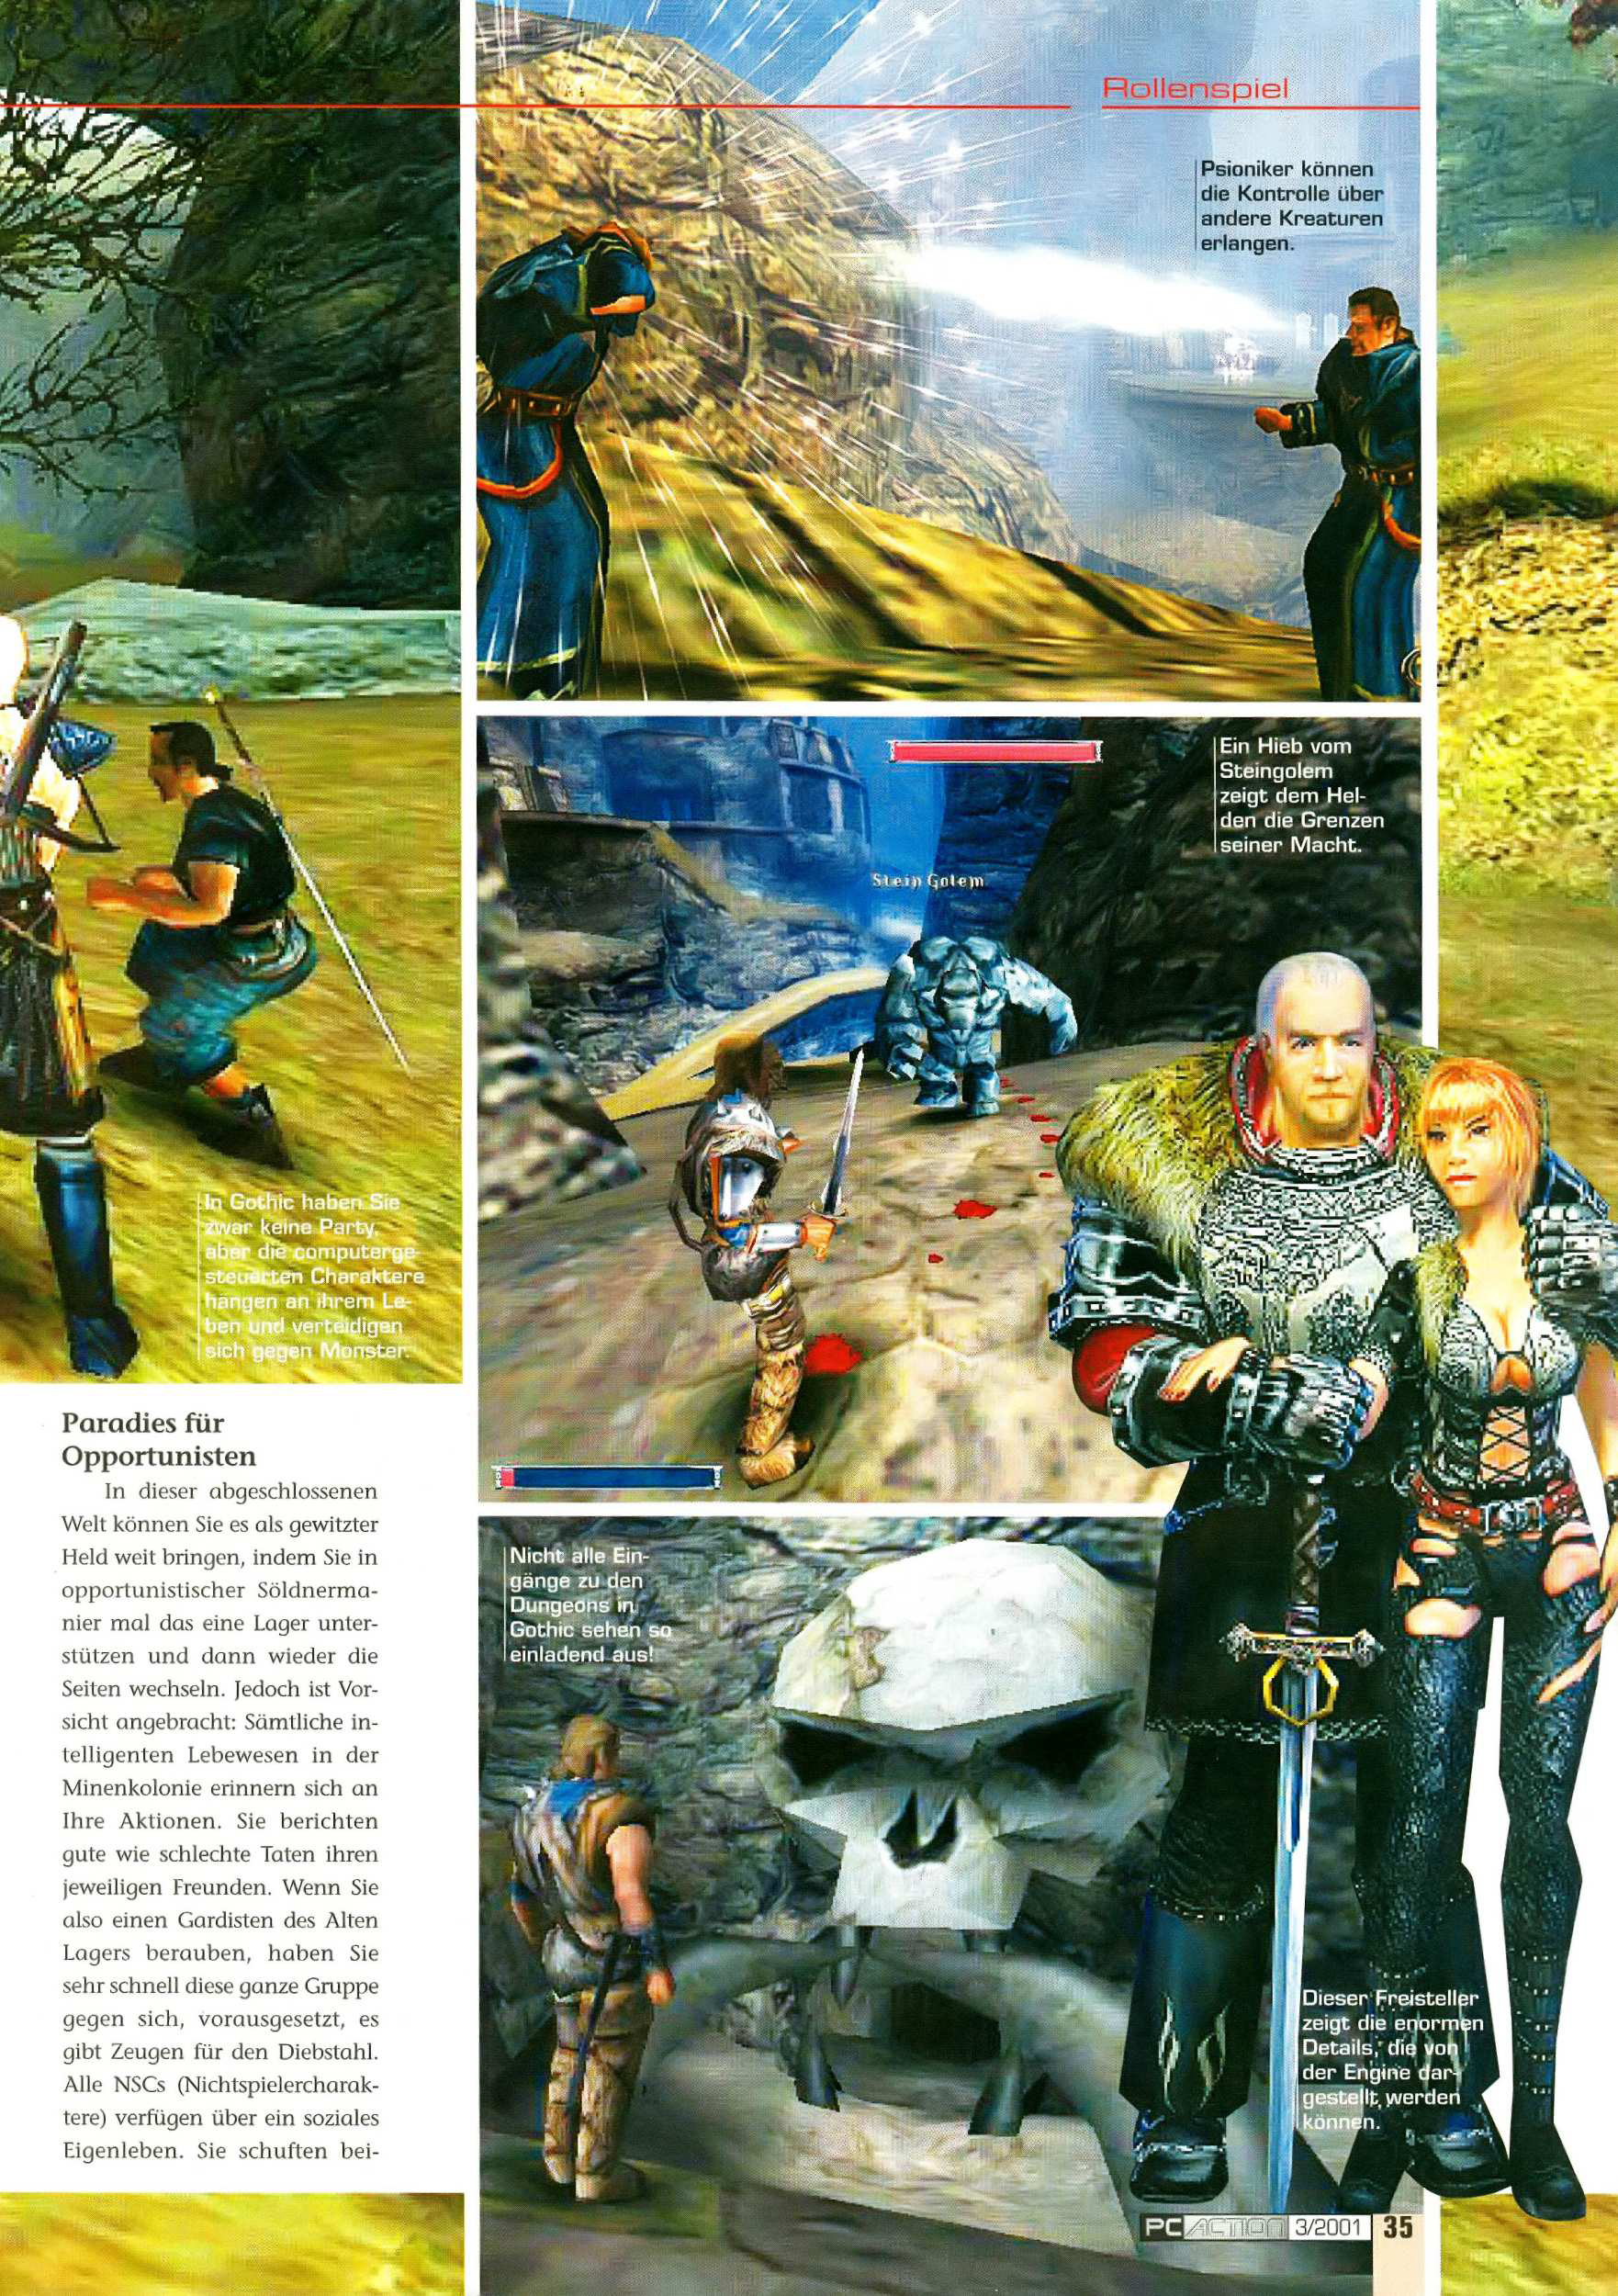 Rollenspiel
Psioniker können
die Kontrolle über
andere Kreaturen
erlangen.
Ein Hieb vom
Steingolem
zeigt dem Hel-
den die Grenzen
seiner Macht.
Stein Golem
In Gothic haben Sie
zwar keine Party,
aber die computerge-
steuerten Charaktere
hängen an ihrem Le-
ben und verteidigen
sich gegen Monster.
Paradies für
Opportunisten
In dieser abgeschlossenen
Welt können Sie es als gewitzter
Held weit bringen, indem Sie in
opportunistischer Söldnerma-
nier mal das eine Lager unter-
stützen und dann wieder die
Seiten wechseln. Jedoch ist Vor-
sicht angebracht: Sämtliche in-
telligenten Lebewesen in der
Minenkolonie erinnern sich an
Ihre Aktionen. Sie berichten
gute wie schlechte Taten ihren
jeweiligen Freunden. Wenn Sie
also einen Gardisten des Alten
Lagers berauben, haben Sie
sehr schnell diese ganze Gruppe
gegen sich, vorausgesetzt, es
gibt Zeugen für den Diebstahl.
Alle NSCs (Nichtspielercharak-
tere) verfügen über ein soziales
Eigenleben. Sie schuften bei-
Nicht alle Ein-
gänge zu den
Dungeons in
Gothic sehen so
einladend aus!
Dieser Freisteller
zeigt die enormen
Details, die von
der Engine dar-
gestellt werden
können.
PC ACTION 3/2001 35